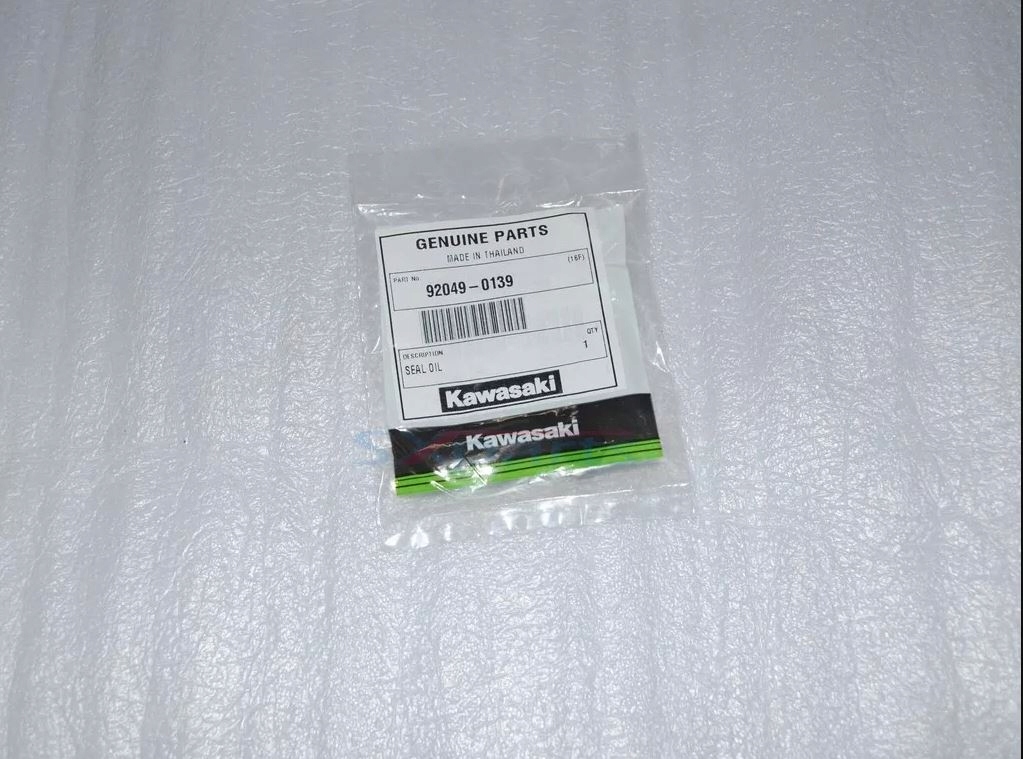 GENUINE PARTS
MADE IN THAILAND
PART No. (16F)
92049-0139
DESCRIPTION QTY
SEAL OIL 1
Kawasaki
Kawasaki